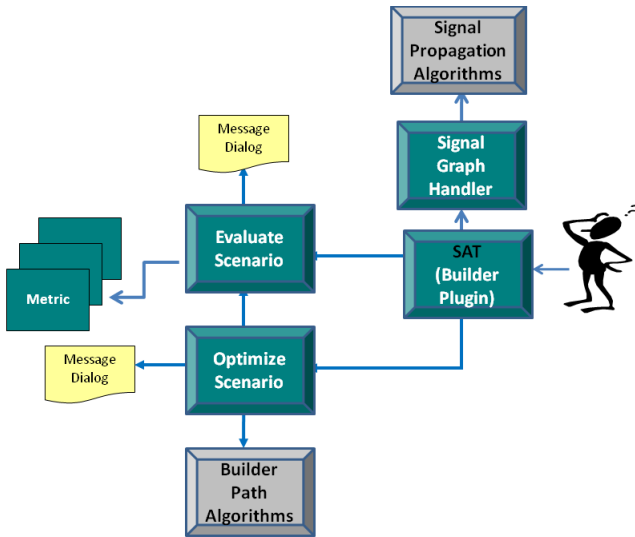 Signal
Propagation
Algorithms
Message
Dialog
Signal
Graph
Handler
Evaluate
Scenario
SAT
(Builder
Plugin)
Metric
Message
Dialog
Optimize
Scenario
Builder
Path
Algorithms